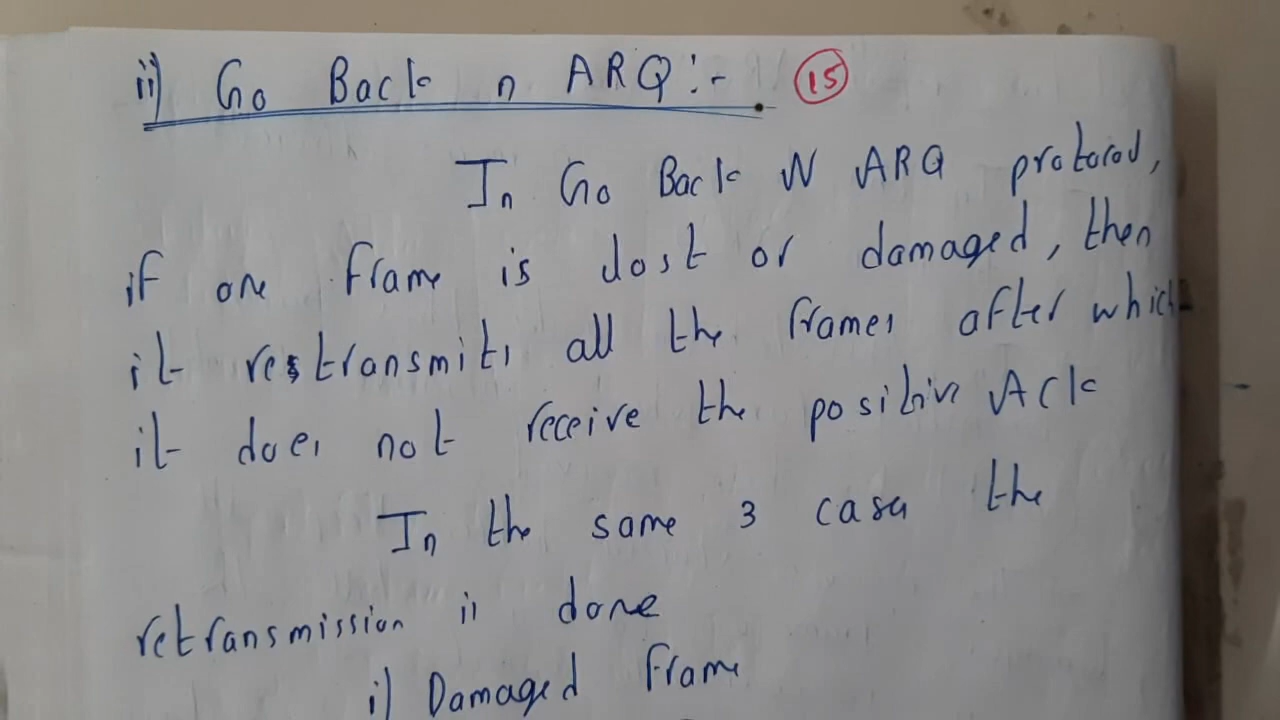 ii) Go Back n ARQ:- 15
In Go Back N ARQ protocol,
if one frame is lost or damaged, then
it restransmits all the frames after which
it does not receive the positive Ack
In the same 3 cases the
retransmission is done
i) Damaged frame